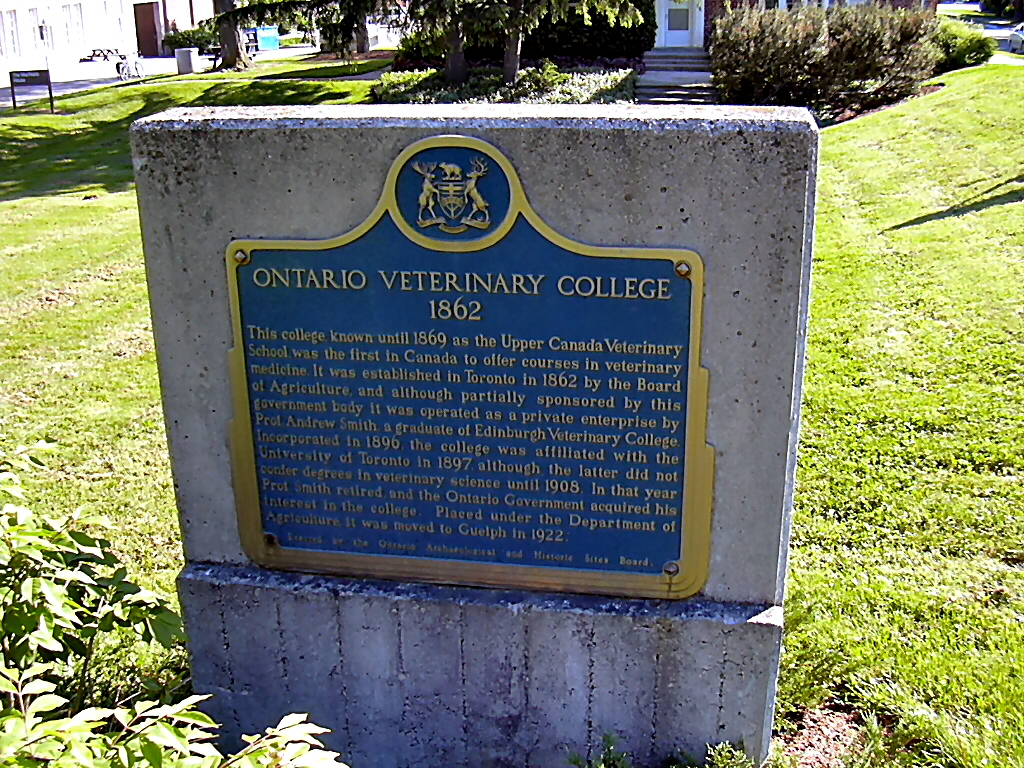 ONTARIO VETERINARY COLLEGE
1862
This college known until 1869 as the Upper Canada Veterinary
School, was the first in Canada to offer courses in veterinary
medicine. It was established in Toronto in 1862 by the Board
of Agriculture, and although partially sponsored by this
government body it was operated as a private enterprise by
Prof. Andrew Smith, a graduate of Edinburgh Veterinary College.
Incorporated in 1896, the college was affiliated with the
University of Toronto in 1897, although the latter did not
confer degrees in veterinary science until 1908. In that year
Prof. Smith retired, and the Ontario Government acquired his
interest in the college. Placed under the Department of
Agriculture, it was moved to Guelph in 1922.
Erected by the Ontario Archaeological and Historic Sites Board.